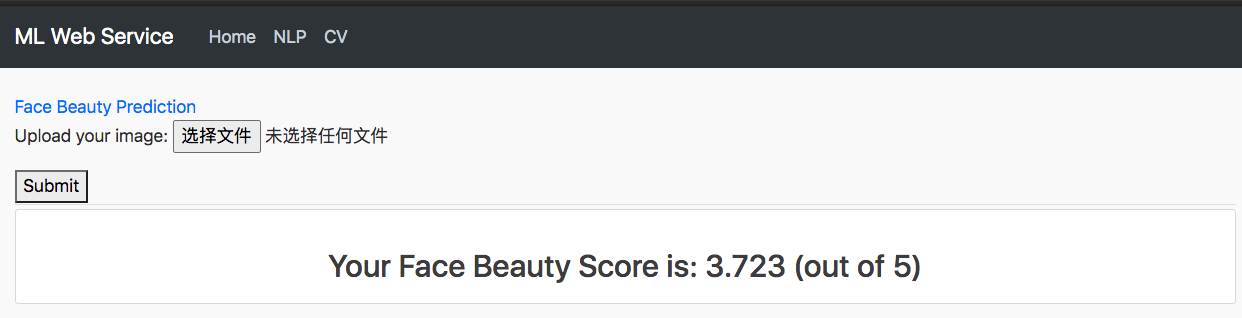 ML Web Service Home NLP CV
Face Beauty Prediction
Upload your image: 选择文件 未选择任何文件
Submit
Your Face Beauty Score is: 3.723 (out of 5)